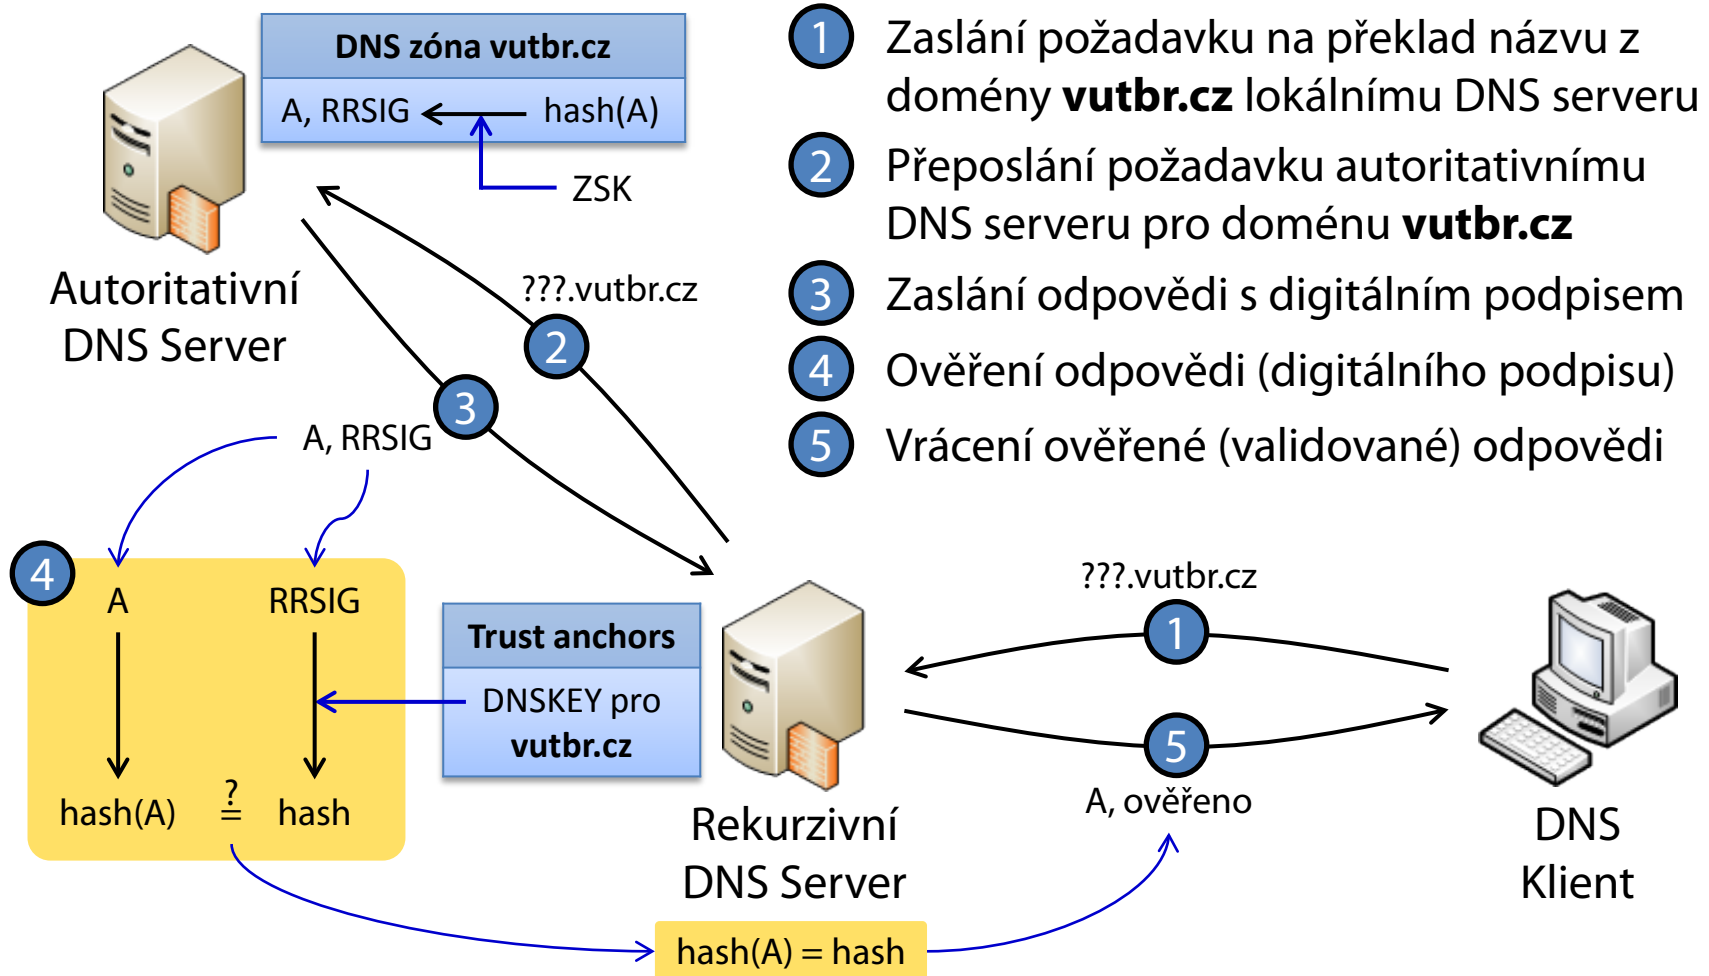 DNS zóna vutbr.cz
A, RRSIG
hash(A)
ZSK
Autoritativní
DNS Server
???.vutbr.cz
2
3
A, RRSIG
1
Zaslání požadavku na překlad názvu z
domény vutbr.cz lokálnímu DNS serveru
2
Přeposlání požadavku autoritativnímu
DNS serveru pro doménu vutbr.cz
3
Zaslání odpovědi s digitálním podpisem
4
Ověření odpovědi (digitálního podpisu)
5
Vrácení ověřené (validované) odpovědi
4
A
RRSIG
hash(A) ≟ hash
Trust anchors
DNSKEY pro
vutbr.cz
Rekurzivní
DNS Server
???.vutbr.cz
1
5
A, ověřeno
DNS
Klient
hash(A) = hash